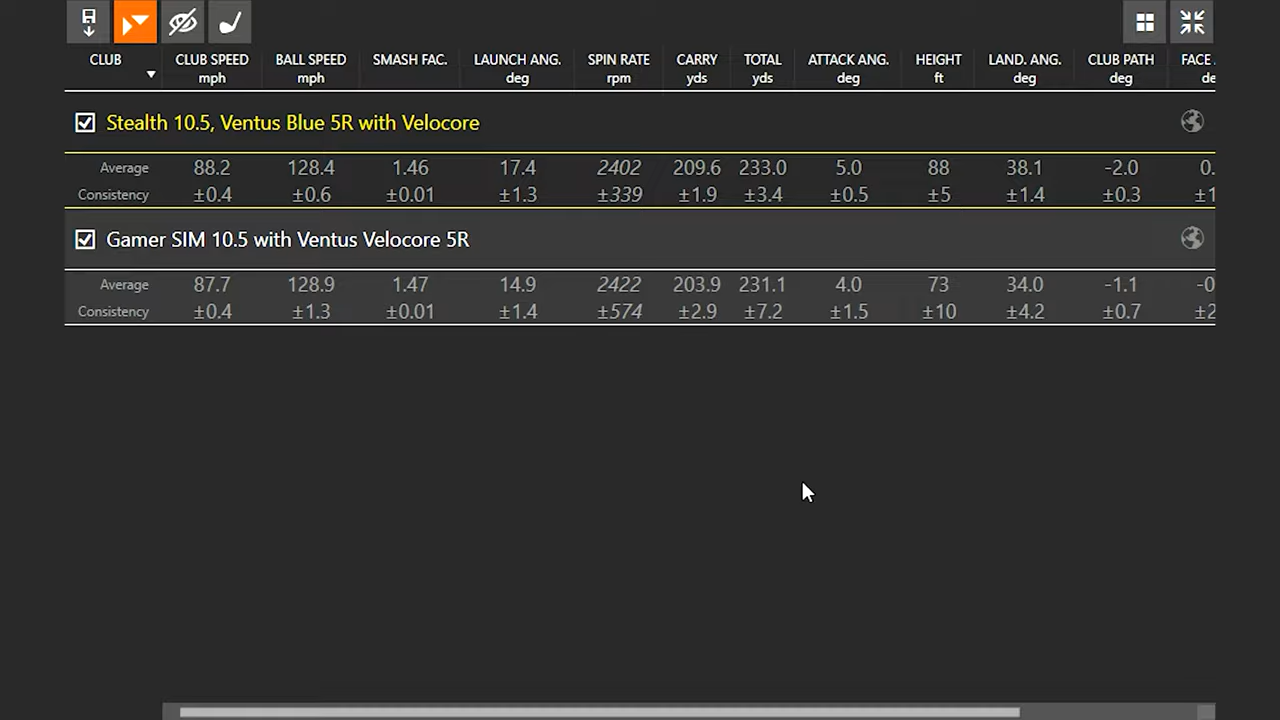 CLUB CLUB SPEED BALL SPEED SMASH FAC. LAUNCH ANG. SPIN RATE CARRY TOTAL ATTACK ANG. HEIGHT LAND. ANG. CLUB PATH FACE
mph mph deg rpm yds yds deg ft deg deg de
Stealth 10.5, Ventus Blue 5R with Velocore
Average 88.2 128.4 1.46 17.4 2402 209.6 233.0 5.0 88 38.1 -2.0 0.
Consistency ±0.4 ±0.6 ±0.01 ±1.3 ±339 ±1.9 ±3.4 ±0.5 ±5 ±1.4 ±0.3 ±1
Gamer SIM 10.5 with Ventus Velocore 5R
Average 87.7 128.9 1.47 14.9 2422 203.9 231.1 4.0 73 34.0 -1.1 -0
Consistency ±0.4 ±1.3 ±0.01 ±1.4 ±574 ±2.9 ±7.2 ±1.5 ±10 ±4.2 ±0.7 ±2